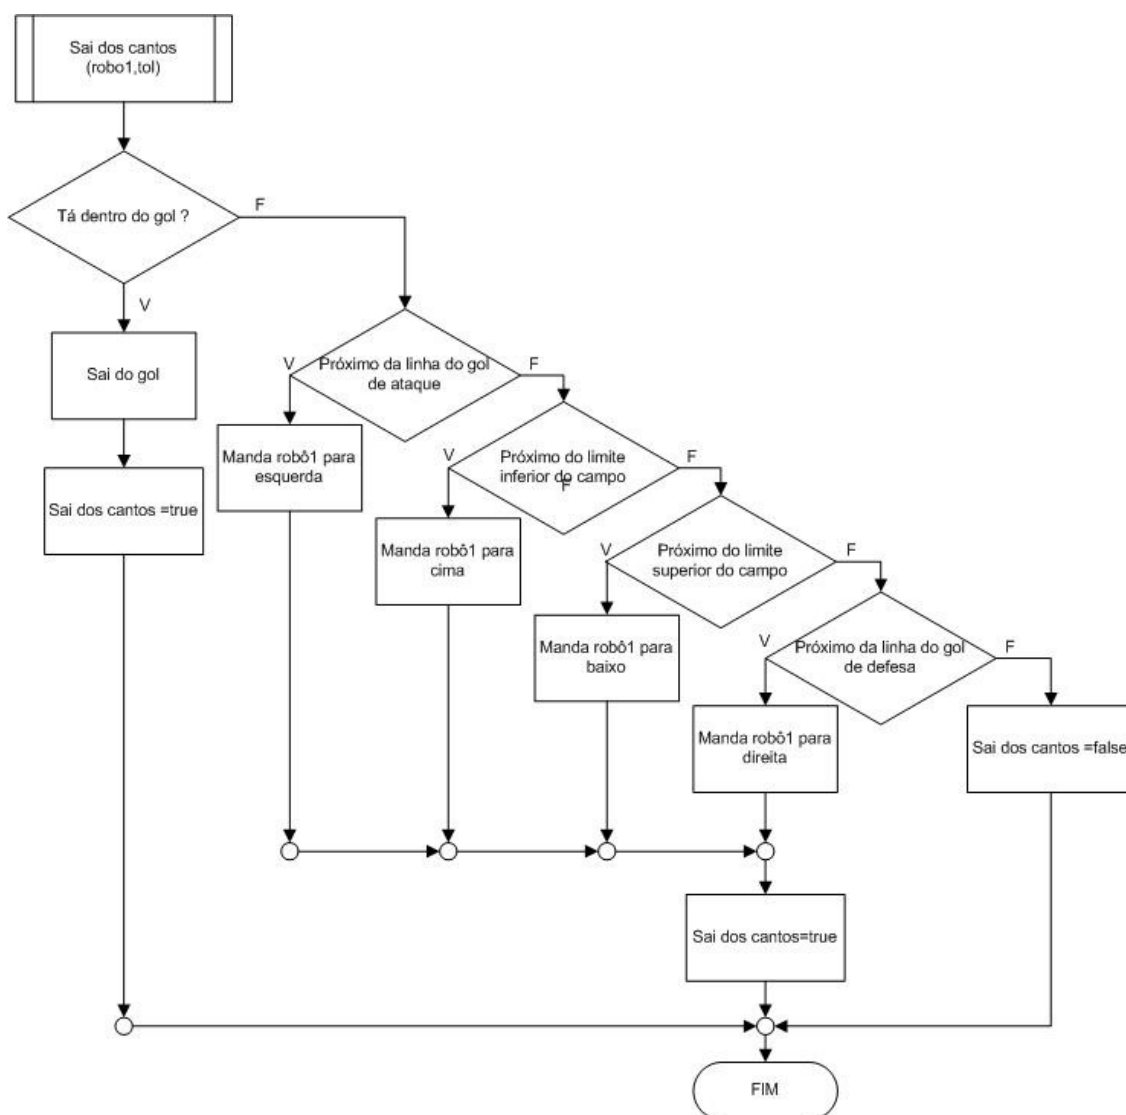 Sai dos cantos
(robo1,tol)
Tá dentro do gol ?
F
V
Sai do gol
Sai dos cantos =true
Próximo da linha do gol
de ataque
V
F
Manda robô1 para
esquerda
Próximo do limite
inferior do campo
F
V
F
Manda robô1 para
cima
Próximo do limite
superior do campo
V
F
Manda robô1 para
baixo
Próximo da linha do gol
de defesa
V
F
Manda robô1 para
direita
Sai dos cantos =false
Sai dos cantos=true
FIM